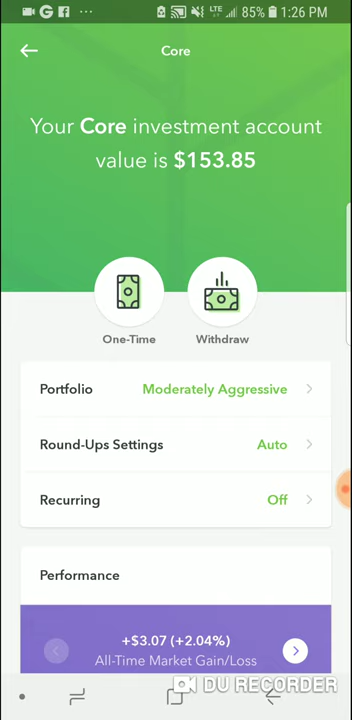 LTE 85% 1:26 PM
Core
Your Core investment account
value is $153.85
One-Time Withdraw
Portfolio Moderately Aggressive
Round-Ups Settings Auto
Recurring Off
Performance
+$3.07 (+2.04%)
All-Time Market Gain/Loss
DU RECORDER